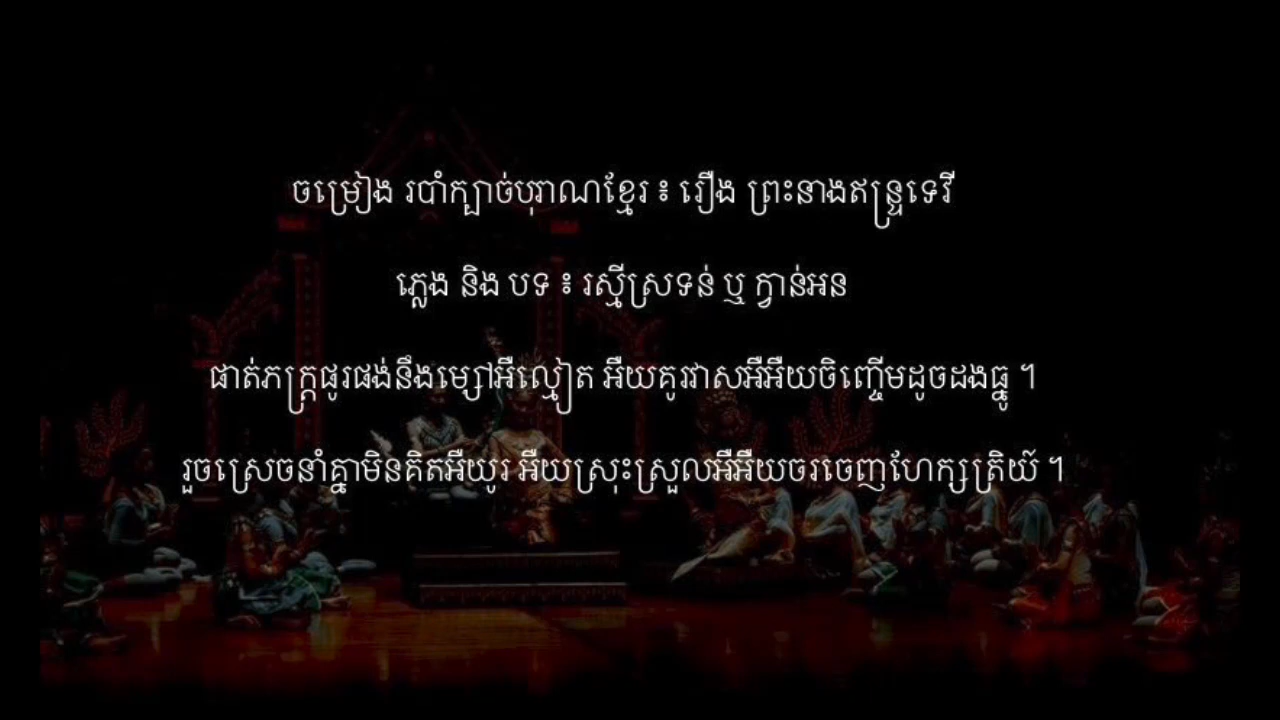 ចម្រៀង របាំក្បាច់បុរាណខ្មែរ ៖ រឿង ព្រះនាងឥន្ទ្រទេវី
ភ្លេង និង បទ ៖ រស្មីស្រទន់ ឬ ក្វាន់អន
ផាត់ភក្ត្រផូរផង់នឹងម្សៅអឺល្មៀត អឺយគូរវាសអឺអឺយចិញ្ចើមដូចដងធ្នូ ។
រួចស្រេចនាំគ្នាមិនគិតអឺយូរ អឺយស្រុះស្រួលអឺអឺយចរចេញហែក្សត្រិយ៍ ។